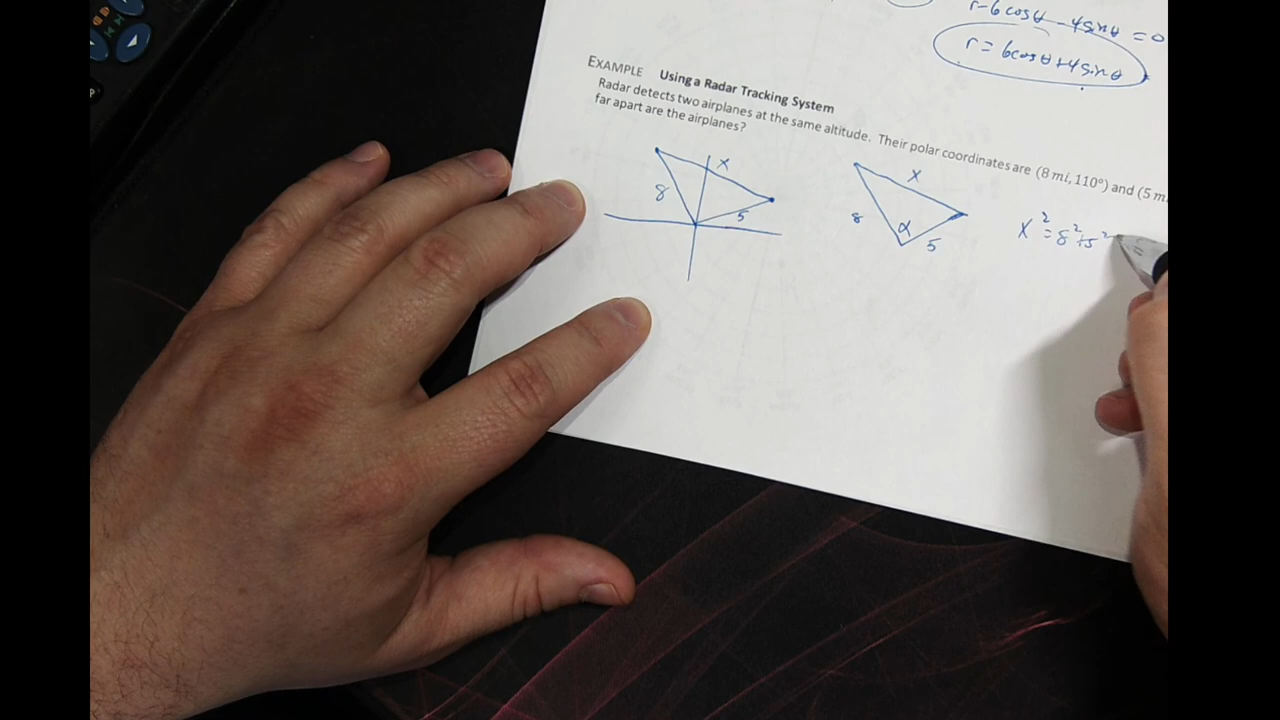 r-6cosθ-4sinθ=0
r=6cosθ+4sinθ
EXAMPLE Using a Radar Tracking System
Radar detects two airplanes at the same altitude. Their polar coordinates are (8 mi, 110°) and (5 m
far apart are the airplanes?
x
8
5
x
8
α
5
x²=8²+5²